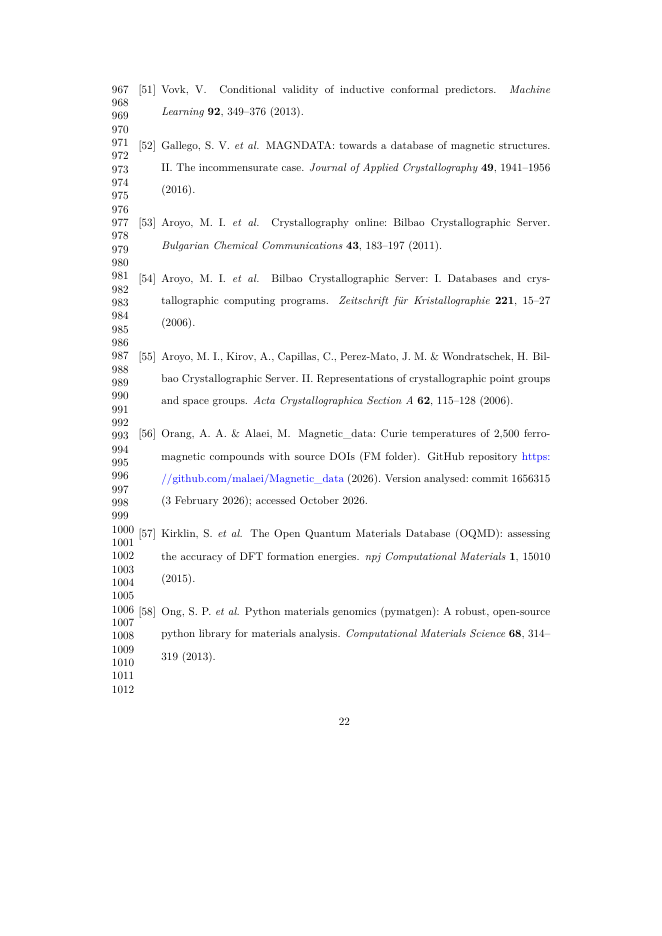 967 [51] Vovk, V. Conditional validity of inductive conformal predictors. Machine
968
969 Learning 92, 349–376 (2013).
970
971 [52] Gallego, S. V. et al. MAGNDATA: towards a database of magnetic structures.
972
973 II. The incommensurate case. Journal of Applied Crystallography 49, 1941–1956
974
975 (2016).
976
977 [53] Aroyo, M. I. et al. Crystallography online: Bilbao Crystallographic Server.
978
979 Bulgarian Chemical Communications 43, 183–197 (2011).
980
981 [54] Aroyo, M. I. et al. Bilbao Crystallographic Server: I. Databases and crys-
982
983 tallographic computing programs. Zeitschrift für Kristallographie 221, 15–27
984
985 (2006).
986
987 [55] Aroyo, M. I., Kirov, A., Capillas, C., Perez-Mato, J. M. & Wondratschek, H. Bil-
988
989 bao Crystallographic Server. II. Representations of crystallographic point groups
990
991 and space groups. Acta Crystallographica Section A 62, 115–128 (2006).
992
993 [56] Orang, A. A. & Alaei, M. Magnetic_data: Curie temperatures of 2,500 ferro-
994
995 magnetic compounds with source DOIs (FM folder). GitHub repository https:
996 //github.com/malaei/Magnetic_data (2026). Version analysed: commit 1656315
997
998 (3 February 2026); accessed October 2026.
999
1000 [57] Kirklin, S. et al. The Open Quantum Materials Database (OQMD): assessing
1001
1002 the accuracy of DFT formation energies. npj Computational Materials 1, 15010
1003
1004 (2015).
1005
1006 [58] Ong, S. P. et al. Python materials genomics (pymatgen): A robust, open-source
1007
1008 python library for materials analysis. Computational Materials Science 68, 314–
1009
1010 319 (2013).
1011
1012
22